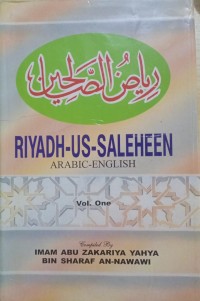 رياض الصالحين
RIYADH-US-SALEHEEN
ARABIC-ENGLISH
Vol. One
Compiled By
IMAM ABU ZAKARIYA YAHYA
BIN SHARAF AN-NAWAWI